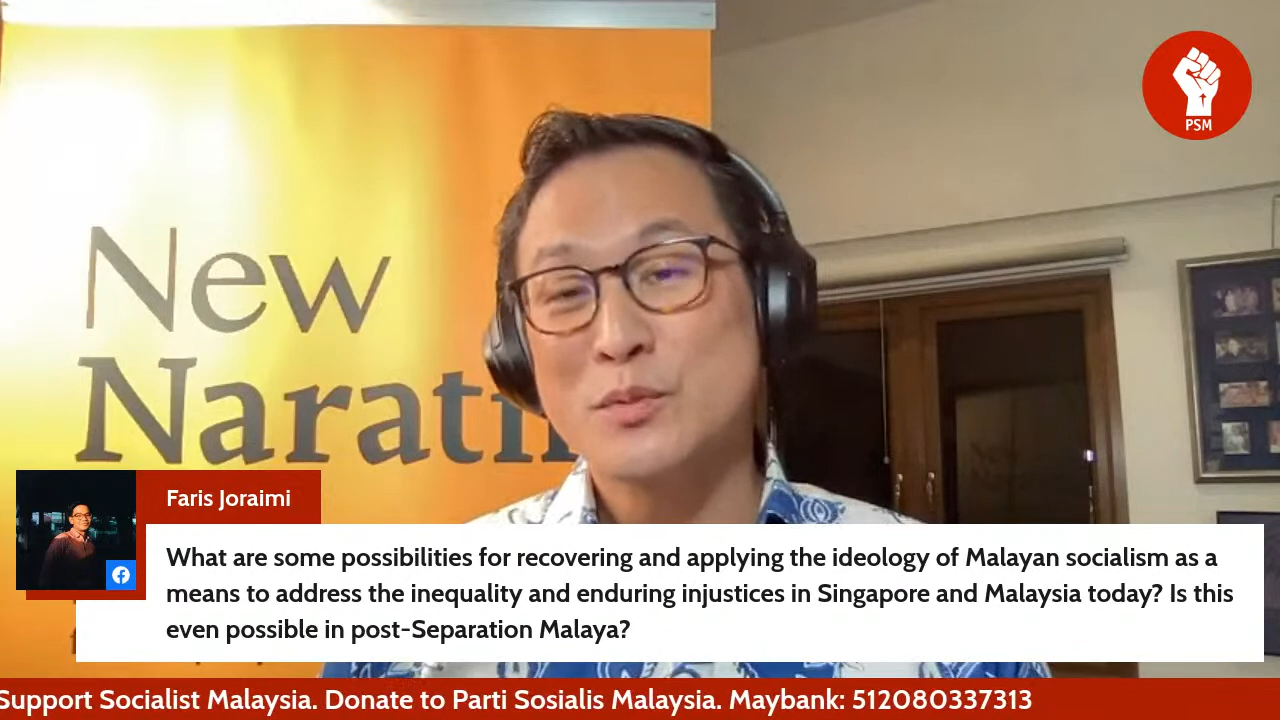 PSM
New
Narati
Faris Joraimi
What are some possibilities for recovering and applying the ideology of Malayan socialism as a
means to address the inequality and enduring injustices in Singapore and Malaysia today? Is this
even possible in post-Separation Malaya?
Support Socialist Malaysia. Donate to Parti Sosialis Malaysia. Maybank: 512080337313